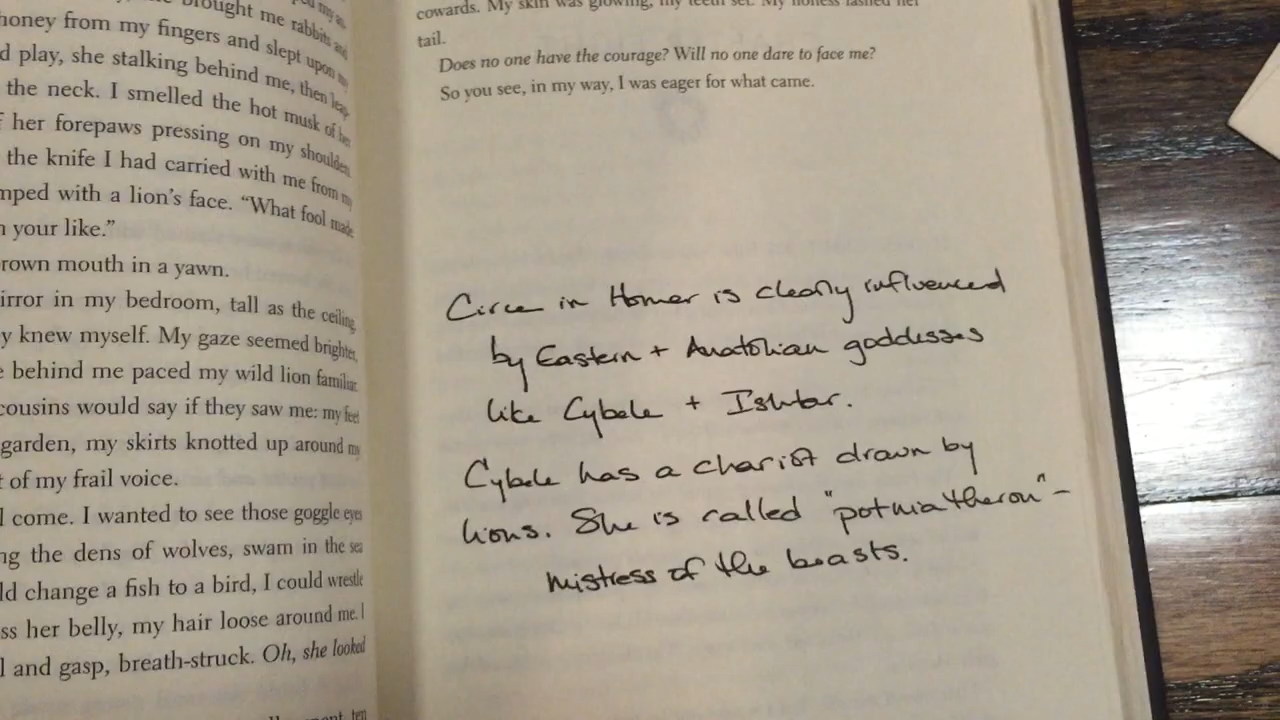 brought me rabbits and
honey from my fingers and slept upon my
d play, she stalking behind me, then leap
the neck. I smelled the hot musk of her
her forepaws pressing on my shoulders
the knife I had carried with me from my
mped with a lion's face. “What fool made
n your like.”
rown mouth in a yawn.
irror in my bedroom, tall as the ceiling,
y knew myself. My gaze seemed brighter,
e behind me paced my wild lion familiar.
cousins would say if they saw me: my feet
garden, my skirts knotted up around my
t of my frail voice.
l come. I wanted to see those goggle eyes
ng the dens of wolves, swam in the sea
ld change a fish to a bird, I could wrestle
ss her belly, my hair loose around me. I
l and gasp, breath-struck. Oh, she looked
cowards. My skin was glowing, my teeth set. My lioness lashed her
tail.
Does no one have the courage? Will no one dare to face me?
So you see, in my way, I was eager for what came.
Circe in Homer is clearly influenced
by Eastern + Anatolian goddesses
like Cybele + Ishtar.
Cybele has a chariot drawn by
lions. She is called "potnia theron" –
mistress of the beasts.